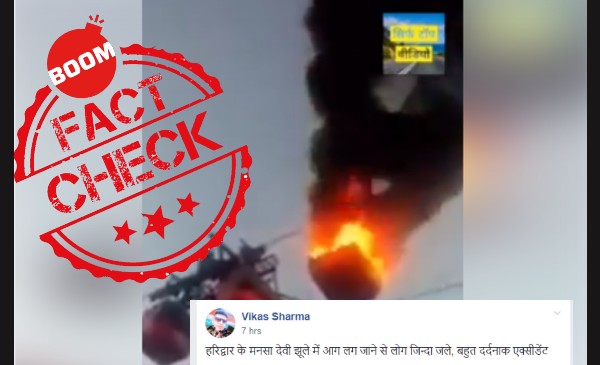 BOOM
FACT
CHECK
सिर्फ टॉप
वीडियो
Vikas Sharma
7 hrs
हरिद्वार के मनसा देवी झूले में आग लग जाने से लोग जिन्दा जले, बहुत दर्दनाक एक्सीडेंट